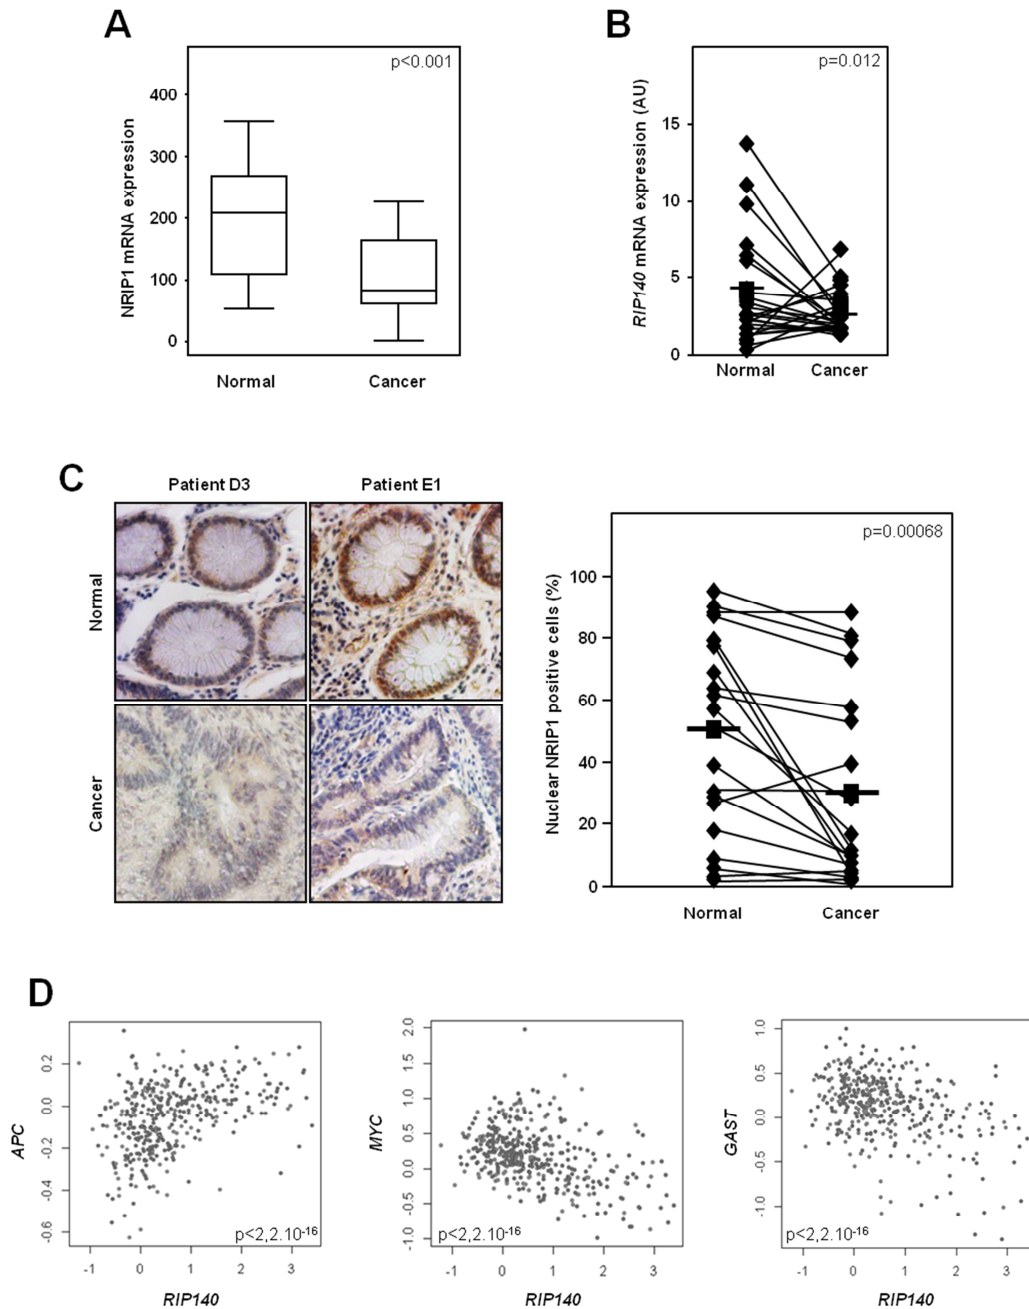 A
p<0.001
NRIP1 mRNA expression
400
300
200
100
0
Normal Cancer
B
p=0.012
RIP140 mRNA expression (AU)
15
10
5
0
Normal Cancer
C
Patient D3 Patient E1
Normal
Cancer
p=0.00068
Nuclear NRIP1 positive cells (%)
100
80
60
40
20
0
Normal Cancer
D
APC
0.2
0.0
-0.2
-0.4
-0.6
p<2,2.10-16
-1 0 1 2 3
RIP140
MYC
2.0
1.5
1.0
0.5
0.0
-0.5
-1.0
p<2,2.10-16
-1 0 1 2 3
RIP140
GAST
1.0
0.5
0.0
-0.5
-1.0
p<2,2.10-16
-1 0 1 2 3
RIP140